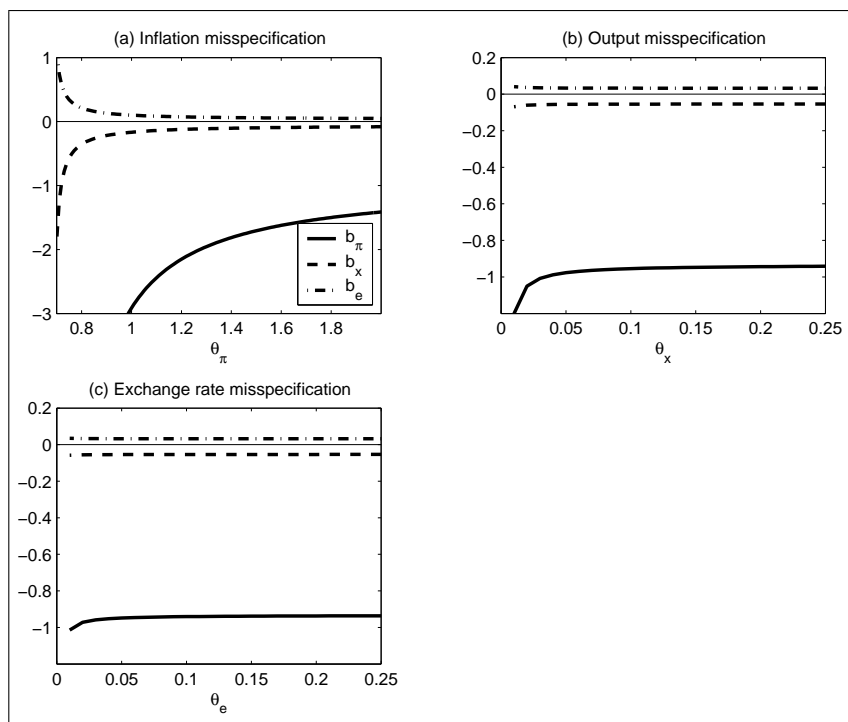 (a) Inflation misspecification
1
0
−1
−2
−3
0.8 1 1.2 1.4 1.6 1.8
θ_π
b_π
b_x
b_e
(b) Output misspecification
0.2
0
−0.2
−0.4
−0.6
−0.8
−1
0 0.05 0.1 0.15 0.2 0.25
θ_x
(c) Exchange rate misspecification
0.2
0
−0.2
−0.4
−0.6
−0.8
−1
0 0.05 0.1 0.15 0.2 0.25
θ_e